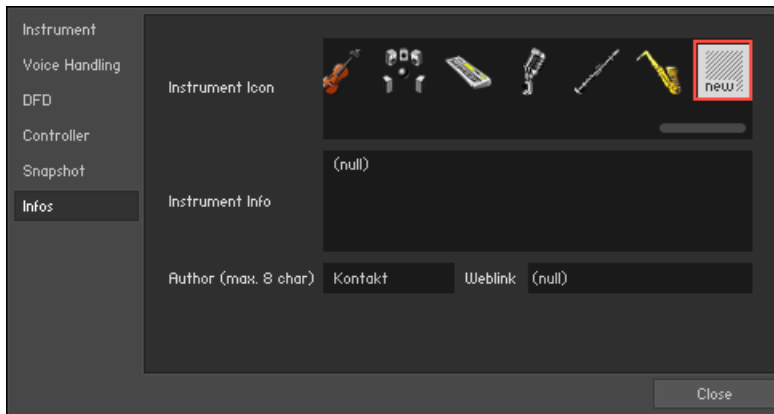 Instrument
Voice Handling
DFD
Controller
Snapshot
Infos
Instrument Icon
new
(null)
Instrument Info
Author (max. 8 char) Kontakt Weblink (null)
Close